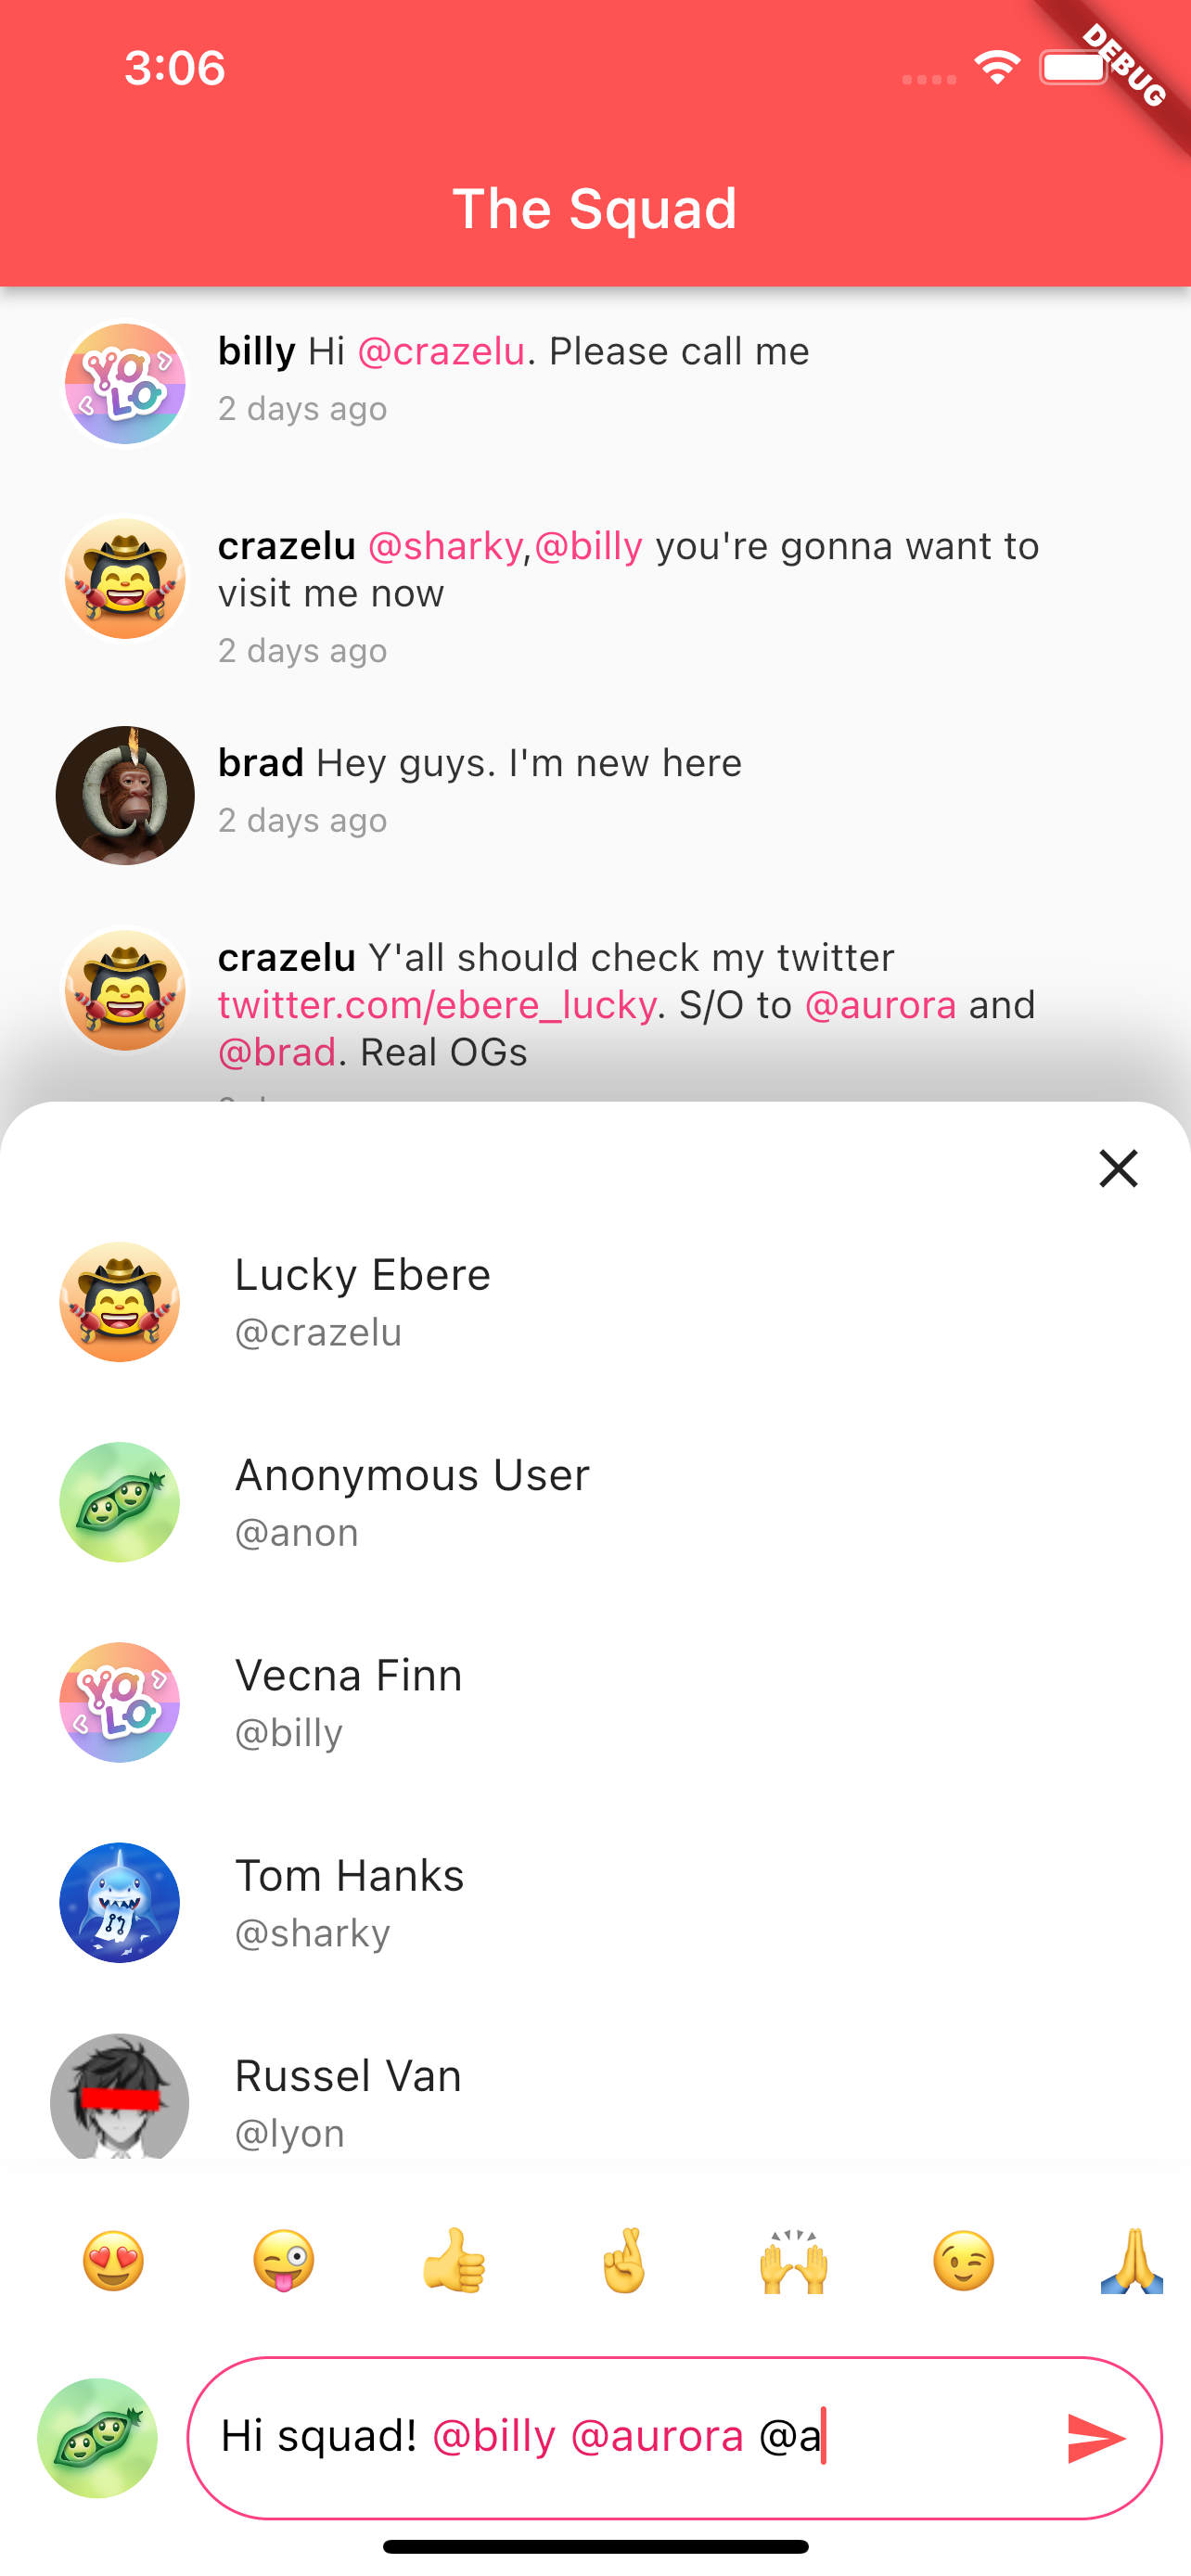 3:06
DEBUG
The Squad
YOLO
billy Hi @crazelu. Please call me
2 days ago
crazelu @sharky,@billy you're gonna want to
visit me now
2 days ago
brad Hey guys. I'm new here
2 days ago
crazelu Y'all should check my twitter
twitter.com/ebere_lucky. S/O to @aurora and
@brad. Real OGs
Lucky Ebere
@crazelu
Anonymous User
@anon
YOLO
Vecna Finn
@billy
Tom Hanks
@sharky
Russel Van
@lyon
Hi squad! @billy @aurora @a